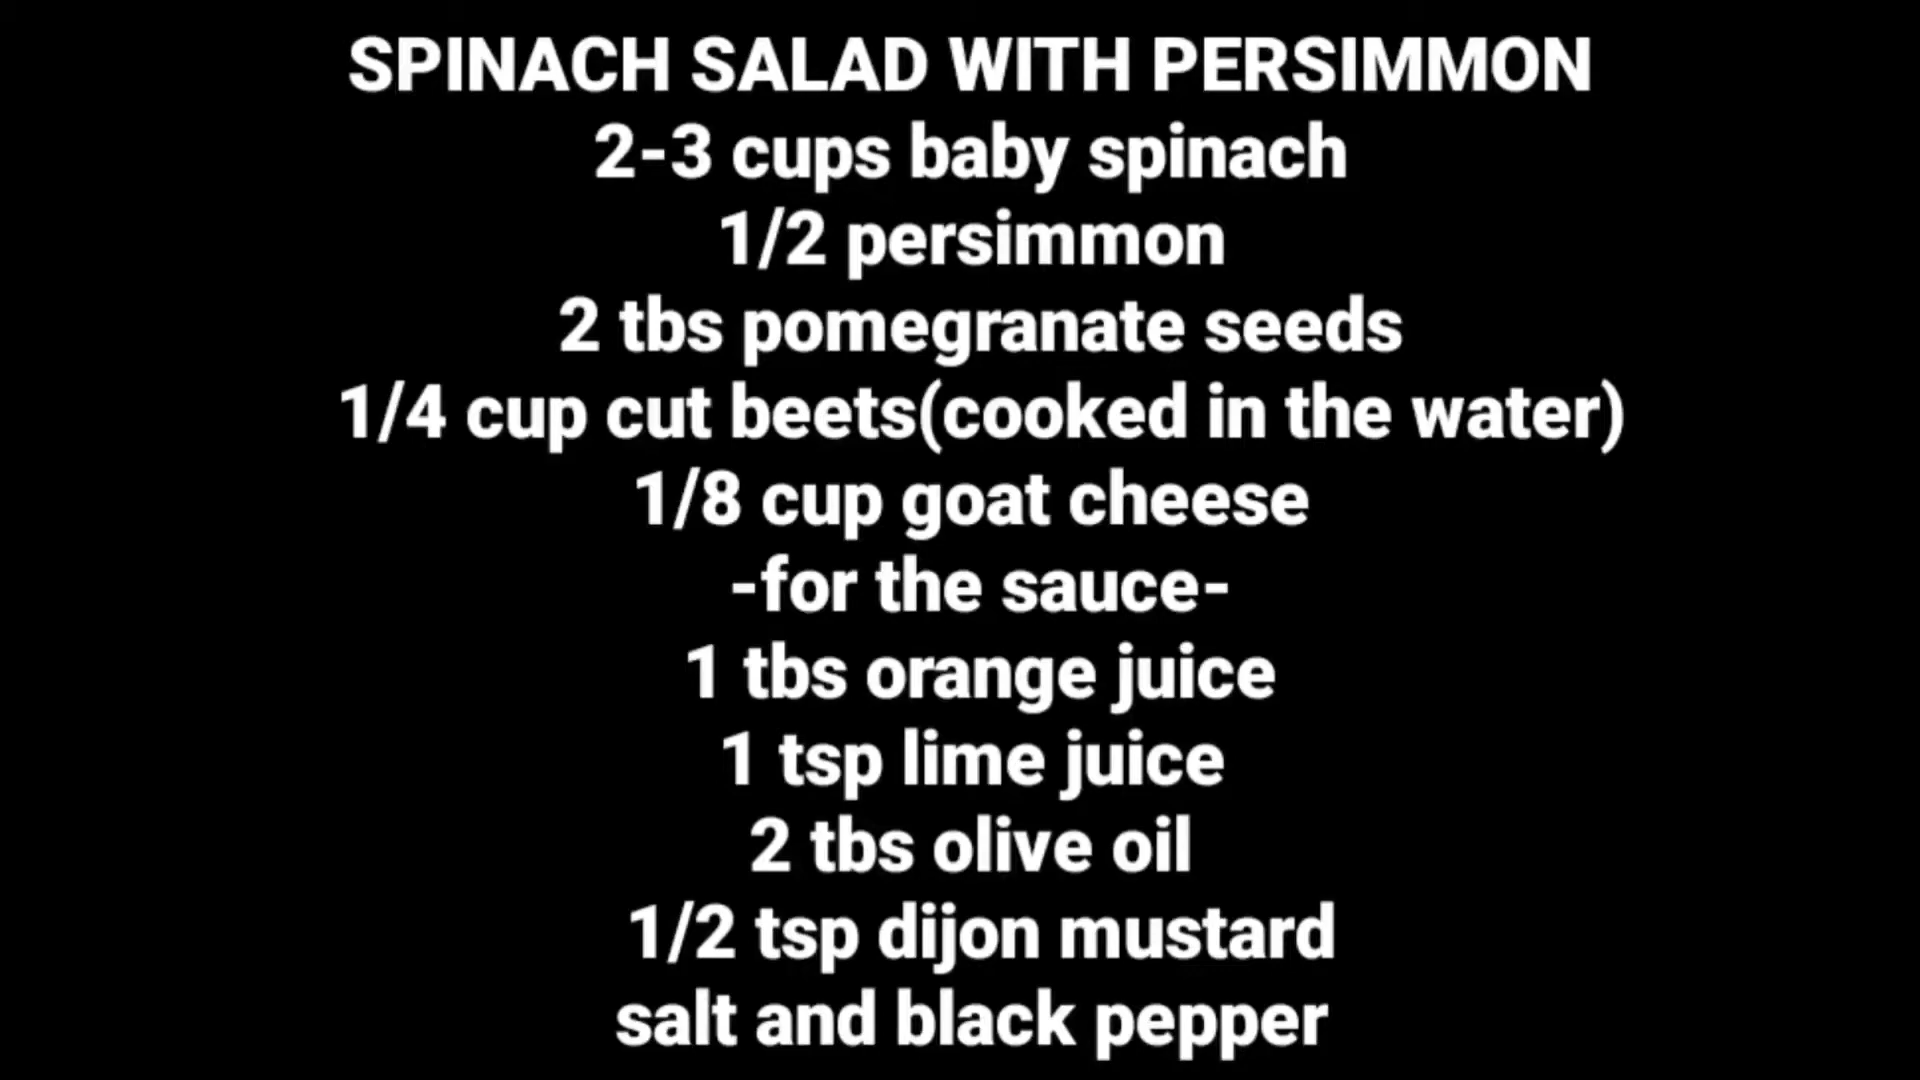 SPINACH SALAD WITH PERSIMMON
2-3 cups baby spinach
1/2 persimmon
2 tbs pomegranate seeds
1/4 cup cut beets(cooked in the water)
1/8 cup goat cheese
-for the sauce-
1 tbs orange juice
1 tsp lime juice
2 tbs olive oil
1/2 tsp dijon mustard
salt and black pepper